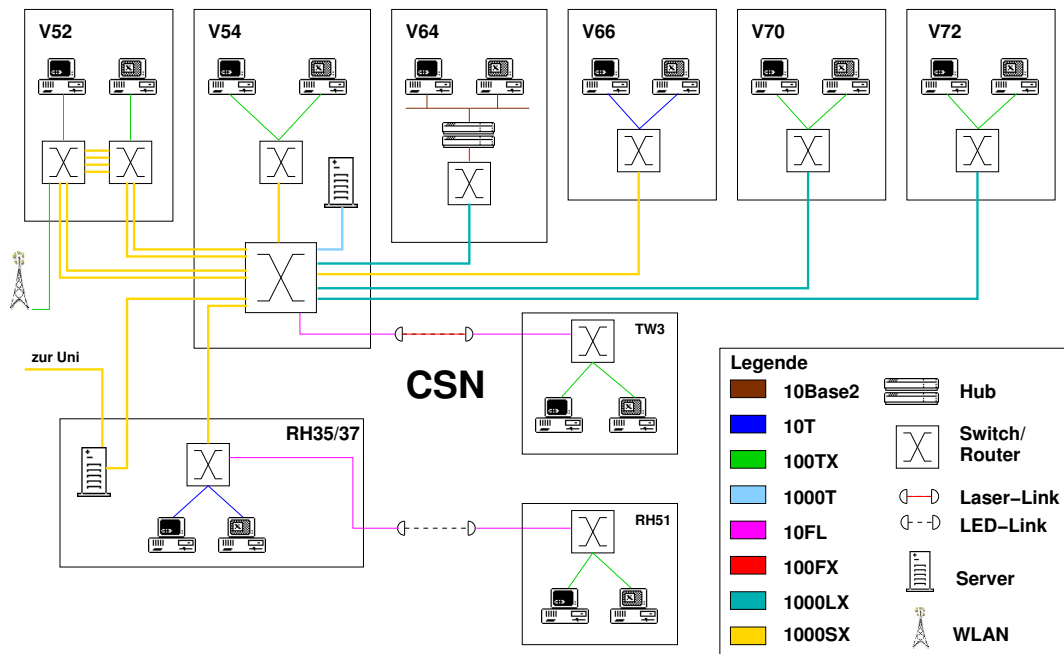 V52
V54
V64
V66
V70
V72
TW3
zur Uni
CSN
RH35/37
RH51
Legende
10Base2
10T
100TX
1000T
10FL
100FX
1000LX
1000SX
Hub
Switch/
Router
Laser–Link
LED–Link
Server
WLAN